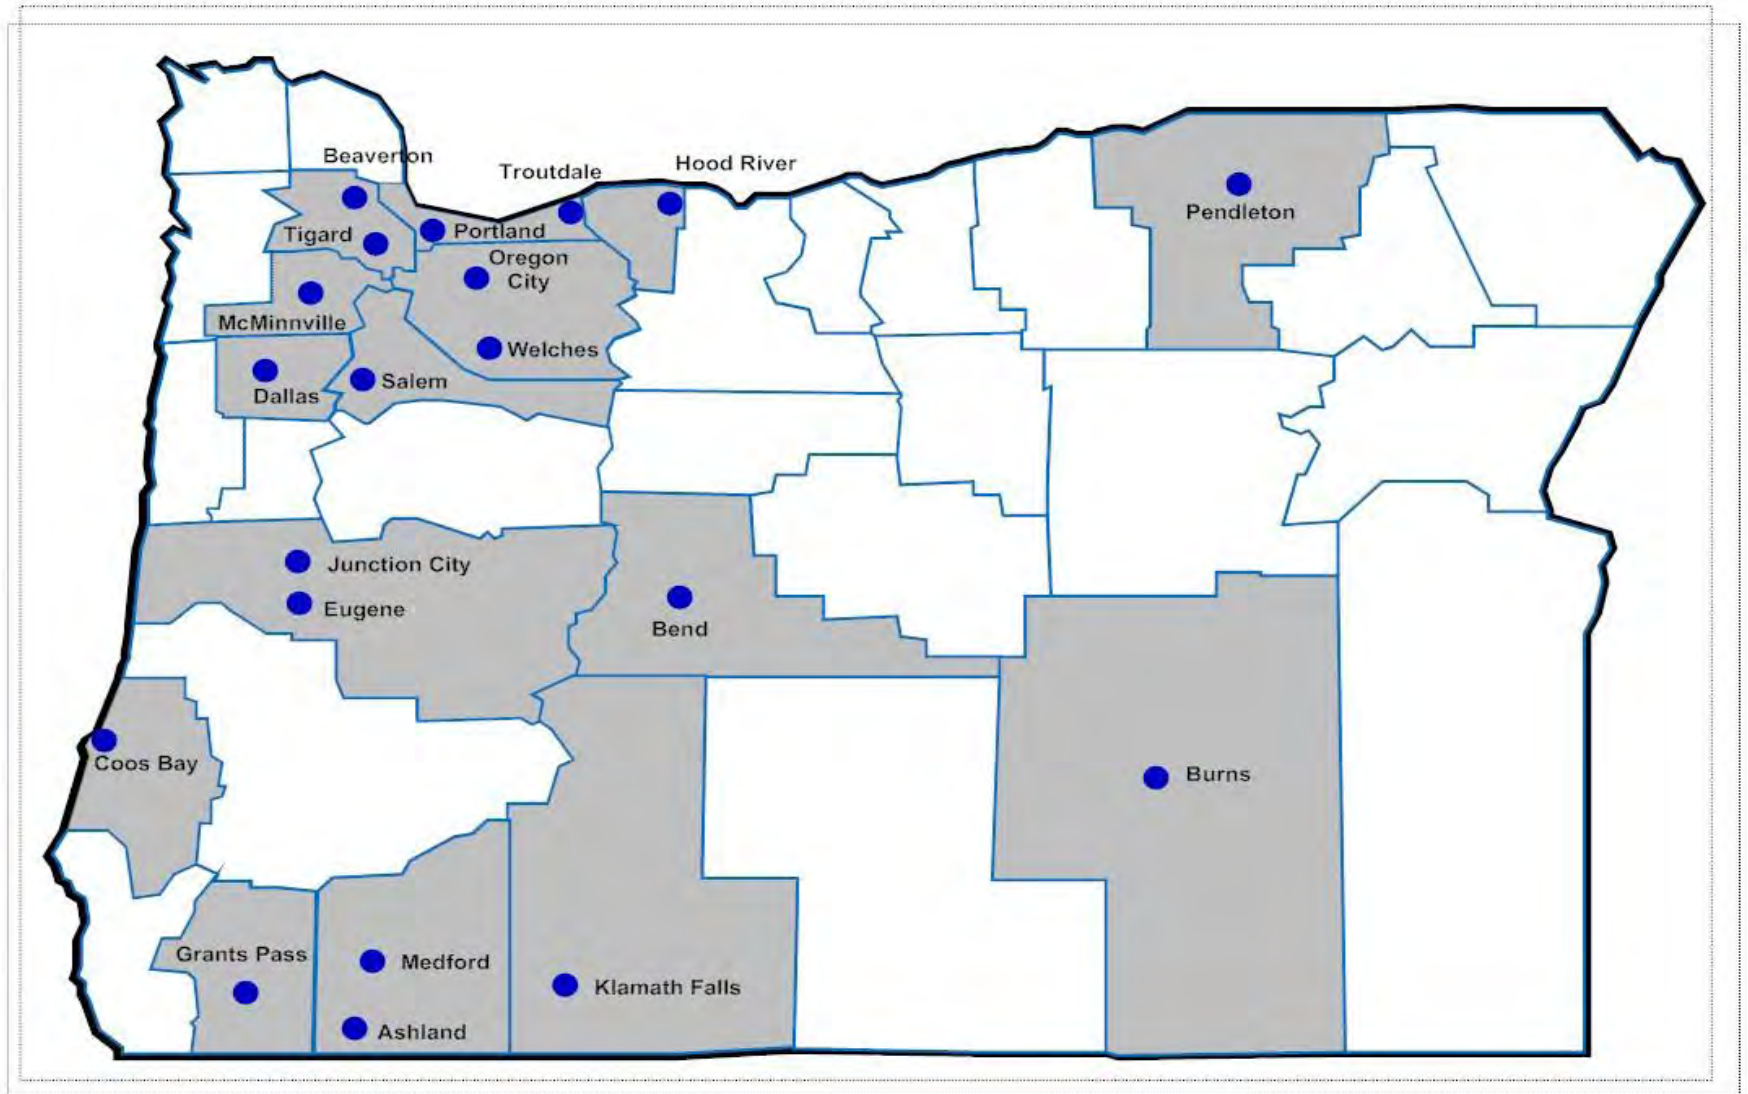 Beaverton
Troutdale
Hood River
Pendleton
Tigard
Portland
Oregon
City
McMinnville
Welches
Salem
Dallas
Junction City
Eugene
Bend
Coos Bay
Burns
Grants Pass
Medford
Klamath Falls
Ashland